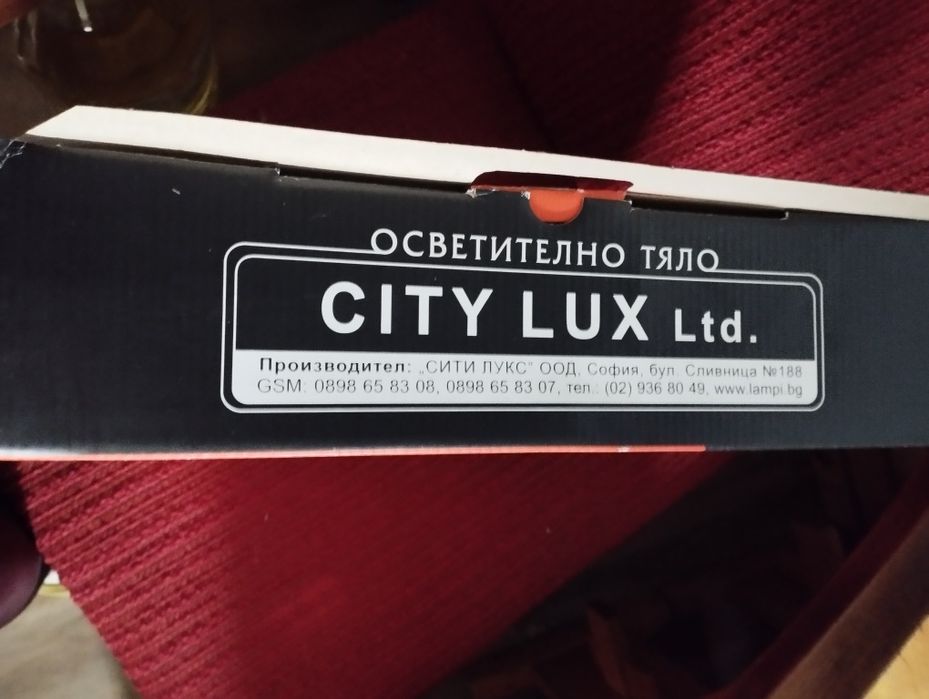 ОСВЕТИТЕЛНО ТЯЛО
CITY LUX Ltd.
Производител: „СИТИ ЛУКС" ООД, София, бул. Сливница №188
GSM: 0898 65 83 08, 0898 65 83 07, тел.: (02) 936 80 49, www.lampi.bg